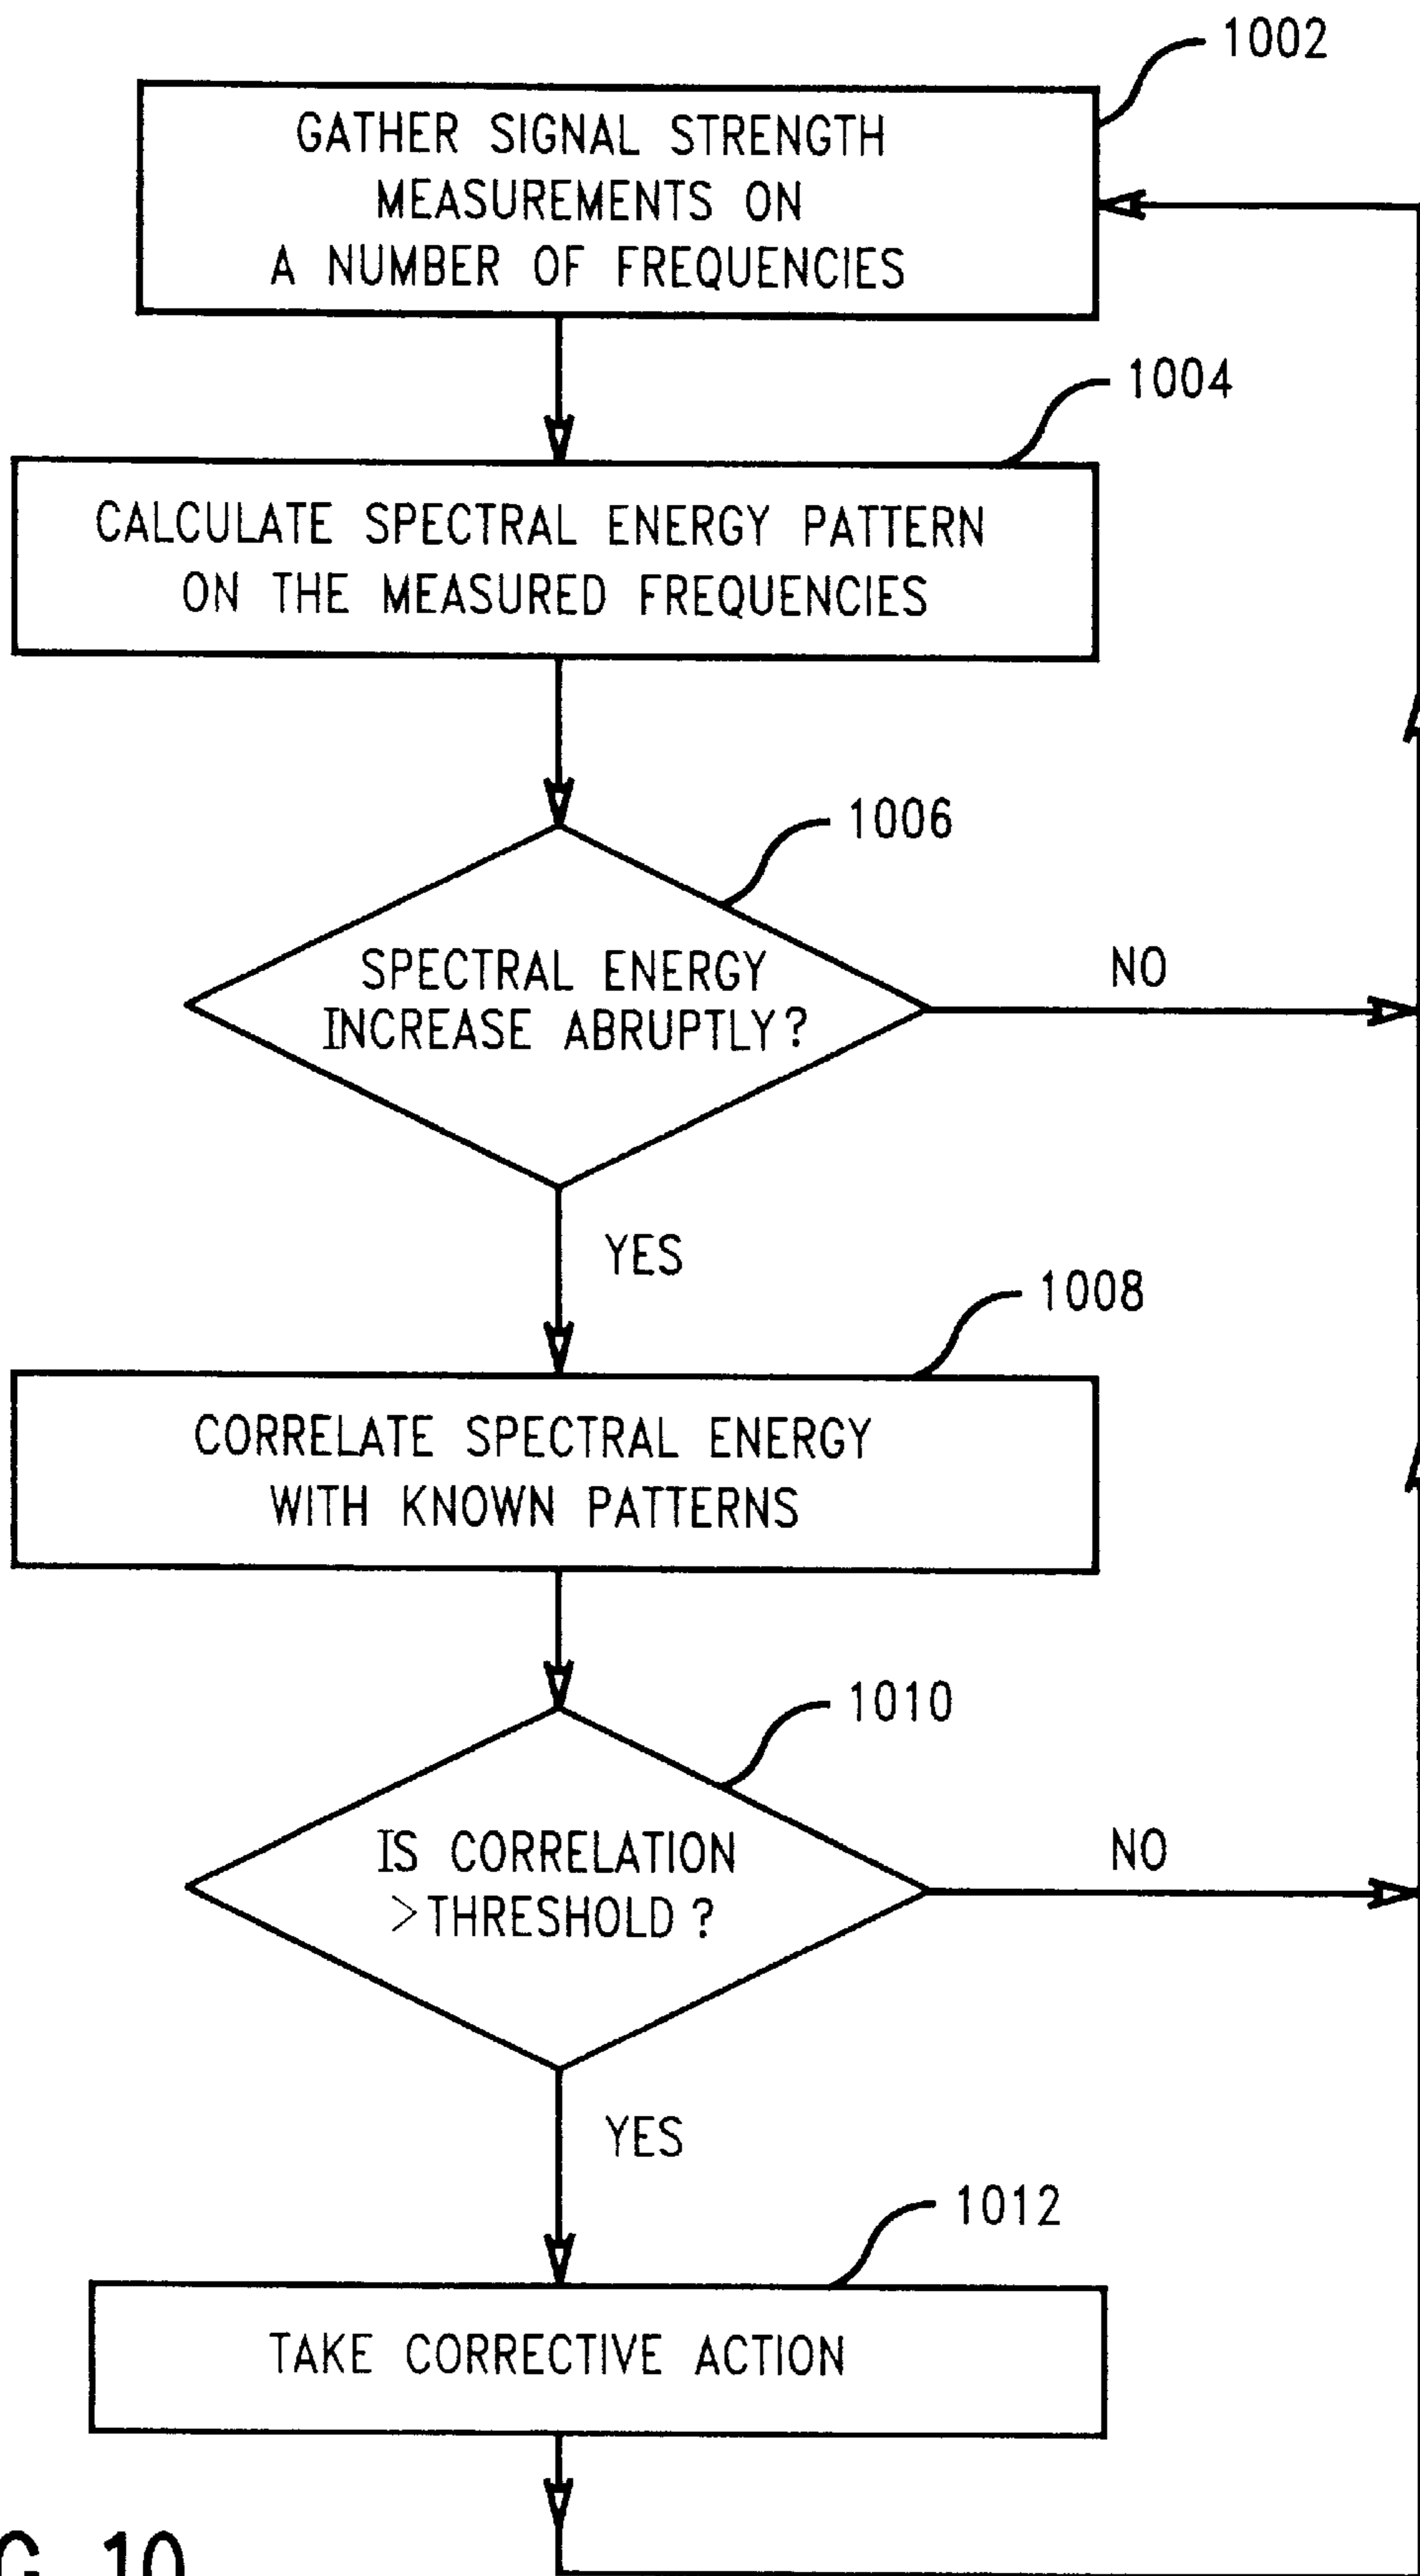 1002
GATHER SIGNAL STRENGTH
MEASUREMENTS ON
A NUMBER OF FREQUENCIES
1004
CALCULATE SPECTRAL ENERGY PATTERN
ON THE MEASURED FREQUENCIES
1006
SPECTRAL ENERGY
INCREASE ABRUPTLY?
NO
YES
1008
CORRELATE SPECTRAL ENERGY
WITH KNOWN PATTERNS
1010
IS CORRELATION
>THRESHOLD ?
NO
YES
1012
TAKE CORRECTIVE ACTION
G 10